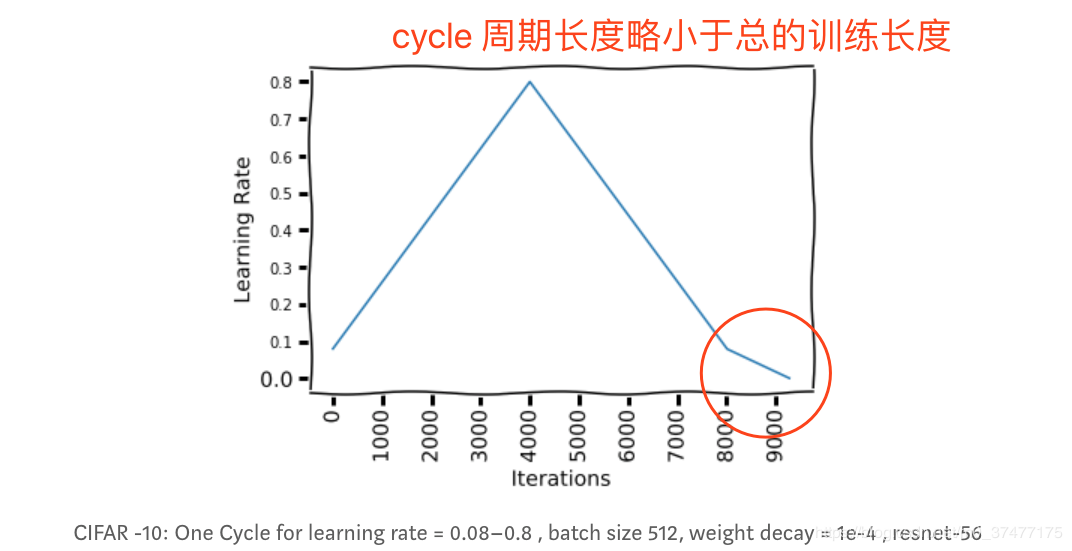 cycle 周期长度略小于总的训练长度
0.8
0.7
0.6
0.5
0.4
0.3
0.2
0.1
0.0
Learning Rate
0 1000 2000 3000 4000 5000 6000 7000 8000 9000
Iterations
CIFAR -10: One Cycle for learning rate = 0.08–0.8 , batch size 512, weight decay = 1e-4 , resnet-56
37477175